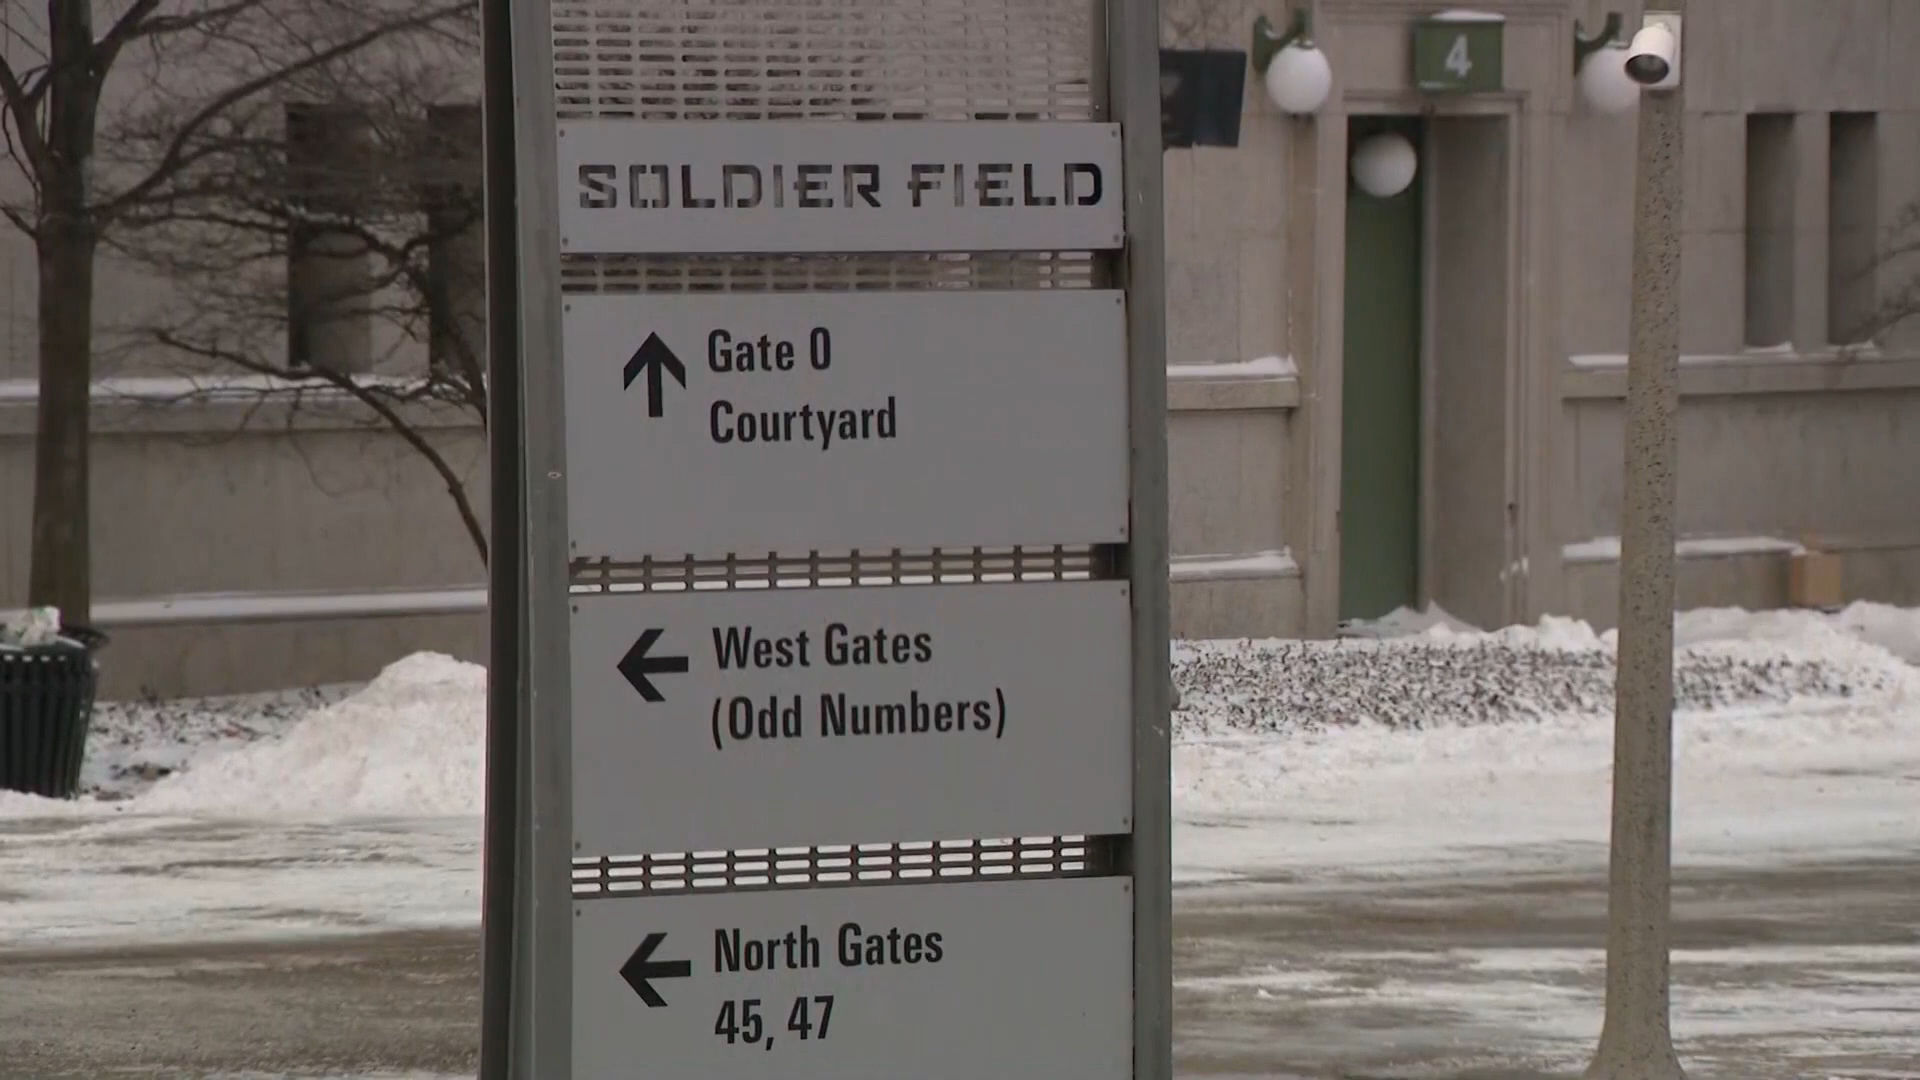 4
SOLDIER FIELD
Gate 0
Courtyard
West Gates
(Odd Numbers)
North Gates
45, 47